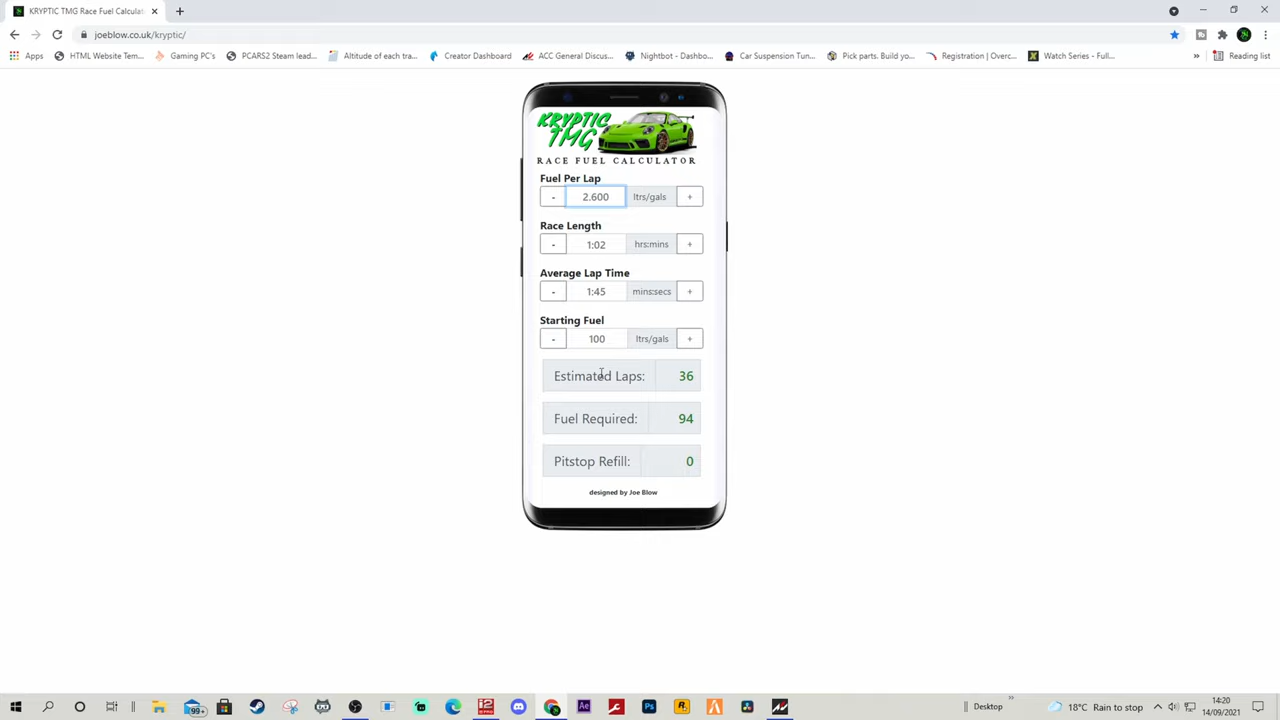 KRYPTIC TMG Race Fuel Calculat
joeblow.co.uk/kryptic/
Apps
HTML Website Tem...
Gaming PC's
PCARS2 Steam lead...
Altitude of each tra...
Creator Dashboard
ACC General Discus...
Nightbot - Dashbo...
Car Suspension Tun...
Pick parts. Build yo...
Registration | Overc...
Watch Series - Full...
»
Reading list
KRYPTIC
TMG
RACE FUEL CALCULATOR
Fuel Per Lap
- 2.600 ltrs/gals +
Race Length
- 1:02 hrs:mins +
Average Lap Time
- 1:45 mins:secs +
Starting Fuel
- 100 ltrs/gals +
Estimated Laps: 36
Fuel Required: 94
Pitstop Refill: 0
designed by Joe Blow
99+
Desktop
»
18°C Rain to stop
14:20
14/09/2021